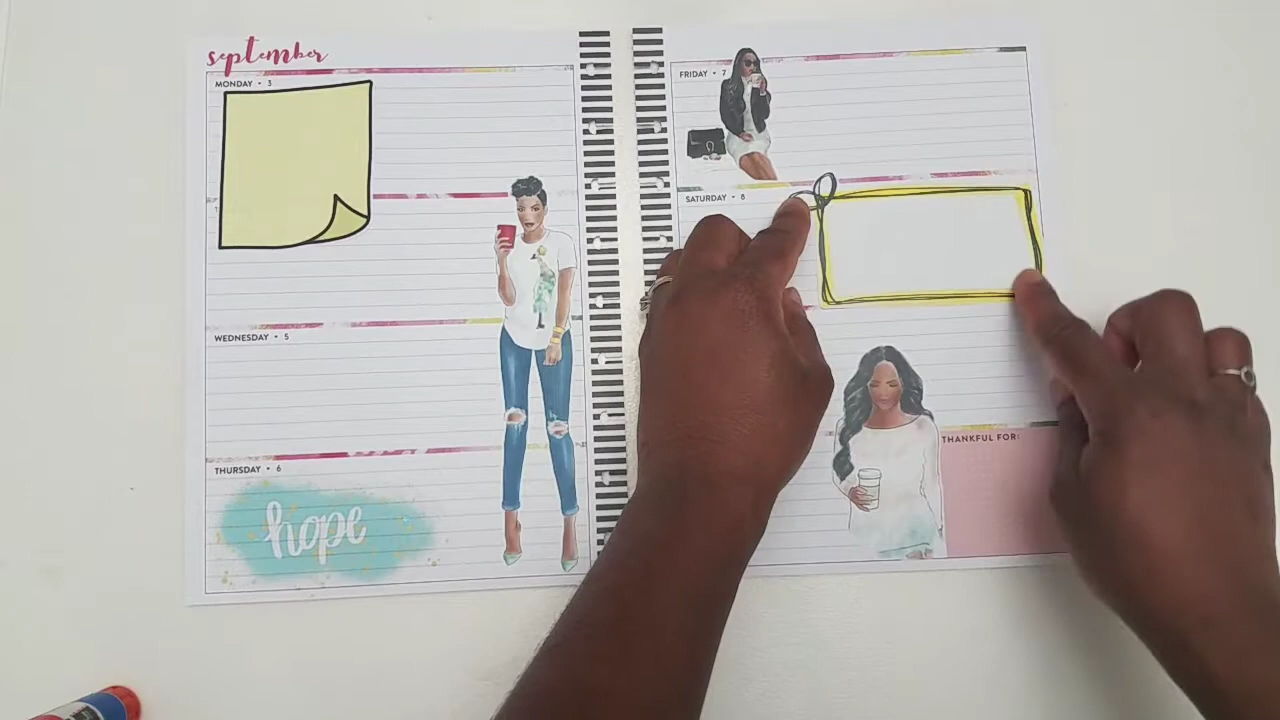 september
MONDAY • 3
WEDNESDAY • 5
THURSDAY • 6
hope
FRIDAY • 7
SATURDAY • 8
THANKFUL FOR: